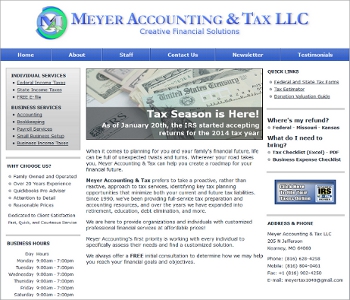 MEYER ACCOUNTING & TAX LLC
Creative Financial Solutions
Home
About
Staff
Contact Us
Newsletter
Testimonials
INDIVIDUAL SERVICES
Federal Income Taxes
State Income Taxes
FREE E-file
BUSINESS SERVICES
Accounting
Bookkeeping
Payroll Services
Small Business Setup
Business Income Taxes
WHY CHOOSE US?
Family Owned and Operated
Over 20 Years Experience
QuickBooks Pro Advisor
Attention to Detail
Reasonable Prices
Dedicated to Client Satisfaction
Fast, Quick, and Courteous Service
BUSINESS HOURS
Day Hours
Monday 9:00am - 7:00pm
Tuesday 9:00am - 7:00pm
Wednesday 9:00am - 7:00pm
Thursday 9:00am - 7:00pm
Friday 9:00am - 7:00pm
Saturday 9:00am - 2:00pm
Tax Season is Here!
As of January 20th, the IRS started accepting
returns for the 2014 tax year
When it comes to planning for you and your family's financial future, life
can be full of unexpected twists and turns. Wherever your road takes
you, Meyer Accounting & Tax can help you create a roadmap for your
financial future.
Meyer Accounting & Tax prefers to take a proactive, rather than
reactive, approach to tax services, identifying key tax planning
opportunities that minimize both your current and future tax liabilities.
Since 1990, we've been providing full-service tax preparation and
accounting resources, and over the years we have expanded into
retirement, education, debt elimination, and more.
We are here to provide organizations and individuals with customized
professional financial services at affordable prices!
Meyer Accounting's first priority is working with every individual to
specifically assess their needs and find a customized solution.
We always offer a FREE initial consultation to determine how we may help
you reach your financial goals and objectives.
QUICK LINKS
Federal and State Tax Forms
Tax Estimator
Donation Valuation Guide
Where's my refund?
Federal - Missouri - Kansas
What do I need to
bring?
Tax Checklist (Excel) - PDF
Business Expense Checklist
IRS
ADDRESS & PHONE
Meyer Accounting & Tax LLC
205 N Jefferson
Kearney, MO 64060
Phone: (816) 628-4258
Mobile: (816) 804-0461
Fax: +1 (816) 902-4250
E-mail: meyertax1040@gmail.com